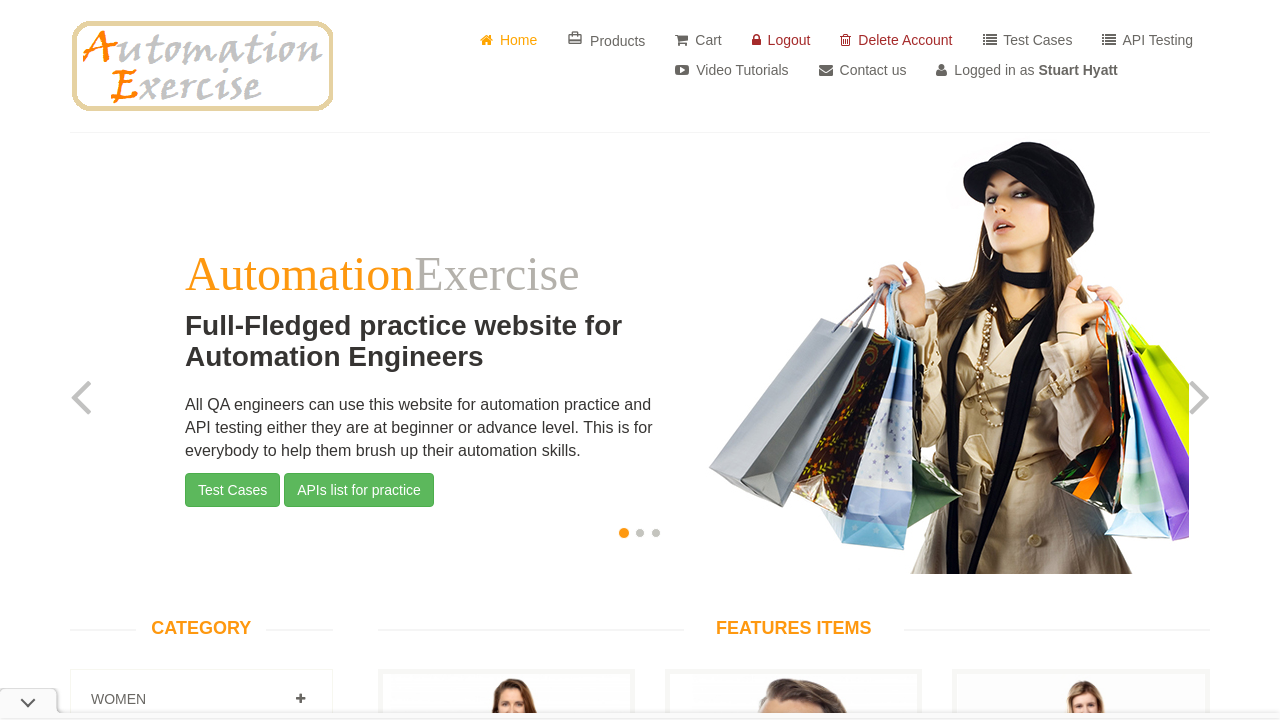 Automation
Exercise
Home
Products
Cart
Logout
Delete Account
Test Cases
API Testing
Video Tutorials
Contact us
Logged in as Stuart Hyatt
AutomationExercise
Full-Fledged practice website for
Automation Engineers
All QA engineers can use this website for automation practice and
API testing either they are at beginner or advance level. This is for
everybody to help them brush up their automation skills.
Test Cases
APIs list for practice
CATEGORY
FEATURES ITEMS
WOMEN